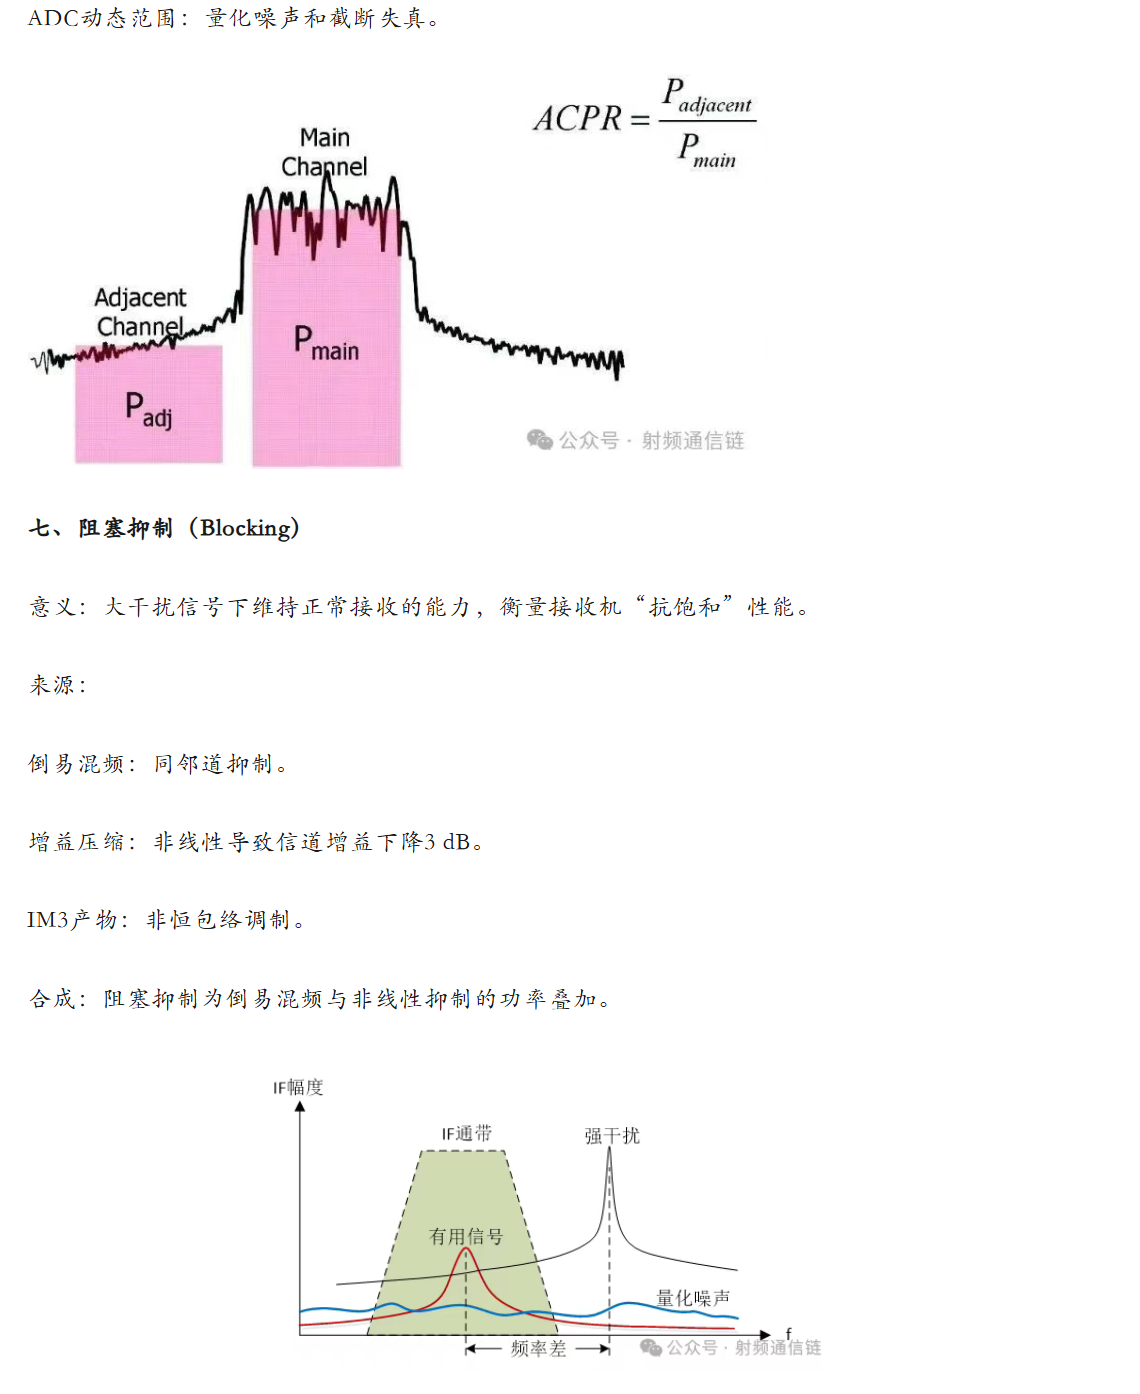 ADC动态范围：量化噪声和截断失真。
ACPR = P adjacent / P main
Main
Channel
Adjacent
Channel
P main
P adj
公众号 · 射频通信链
七、阻塞抑制（Blocking）
意义：大干扰信号下维持正常接收的能力，衡量接收机“抗饱和”性能。
来源：
倒易混频：同邻道抑制。
增益压缩：非线性导致信道增益下降3 dB。
IM3产物：非恒包络调制。
合成：阻塞抑制为倒易混频与非线性抑制的功率叠加。
IF幅度
IF通带
强干扰
有用信号
量化噪声
f
频率差
公众号 · 射频通信链